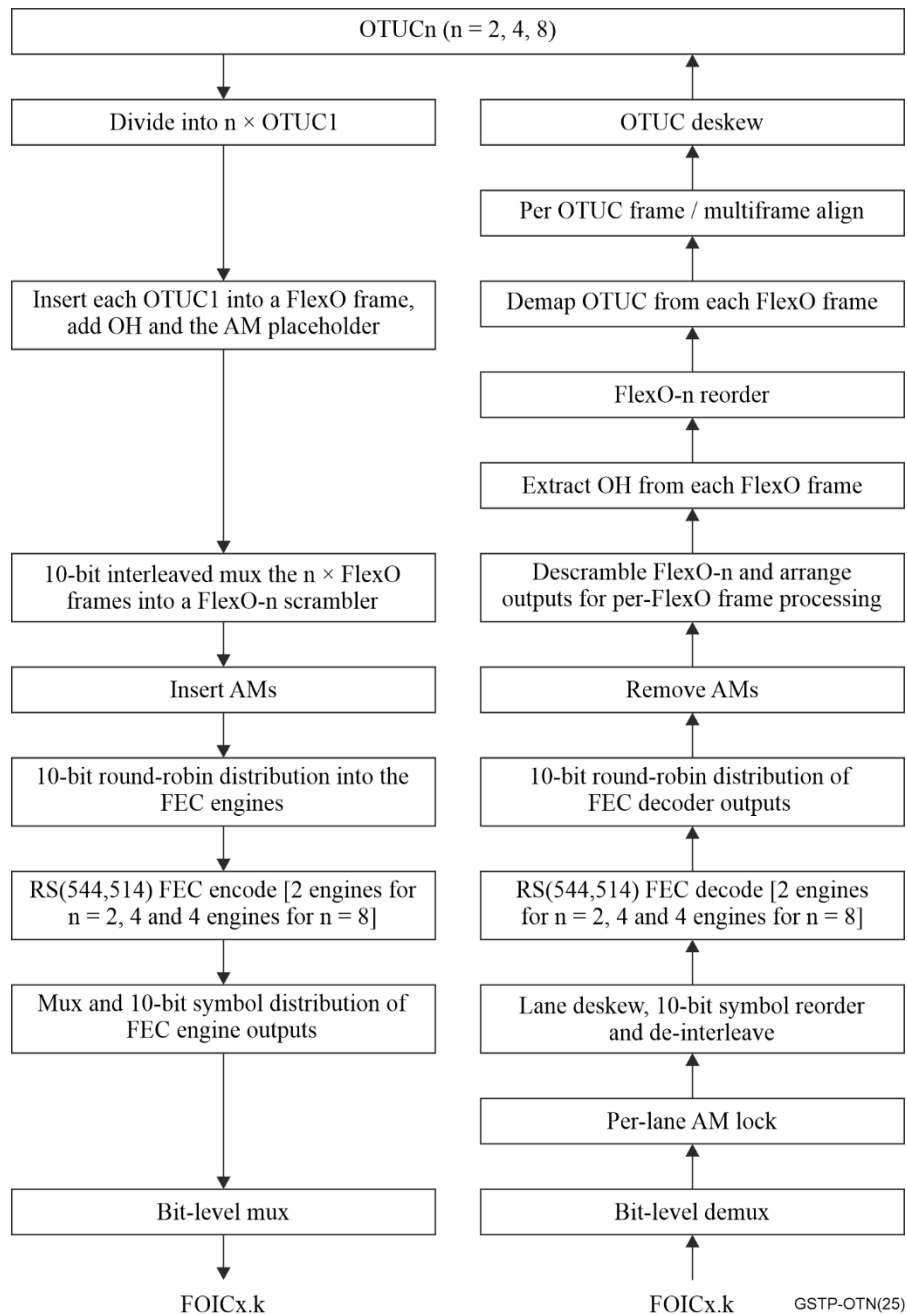 OTUCn (n = 2, 4, 8)
Divide into n × OTUC1
Insert each OTUC1 into a FlexO frame,
add OH and the AM placeholder
10-bit interleaved mux the n × FlexO
frames into a FlexO-n scrambler
Insert AMs
10-bit round-robin distribution into the
FEC engines
RS(544,514) FEC encode [2 engines for
n = 2, 4 and 4 engines for n = 8]
Mux and 10-bit symbol distribution of
FEC engine outputs
Bit-level mux
FOICx.k
OTUC deskew
Per OTUC frame / multiframe align
Demap OTUC from each FlexO frame
FlexO-n reorder
Extract OH from each FlexO frame
Descramble FlexO-n and arrange
outputs for per-FlexO frame processing
Remove AMs
10-bit round-robin distribution of
FEC decoder outputs
RS(544,514) FEC decode [2 engines
for n = 2, 4 and 4 engines for n = 8]
Lane deskew, 10-bit symbol reorder
and de-interleave
Per-lane AM lock
Bit-level demux
FOICx.k
GSTP-OTN(25)